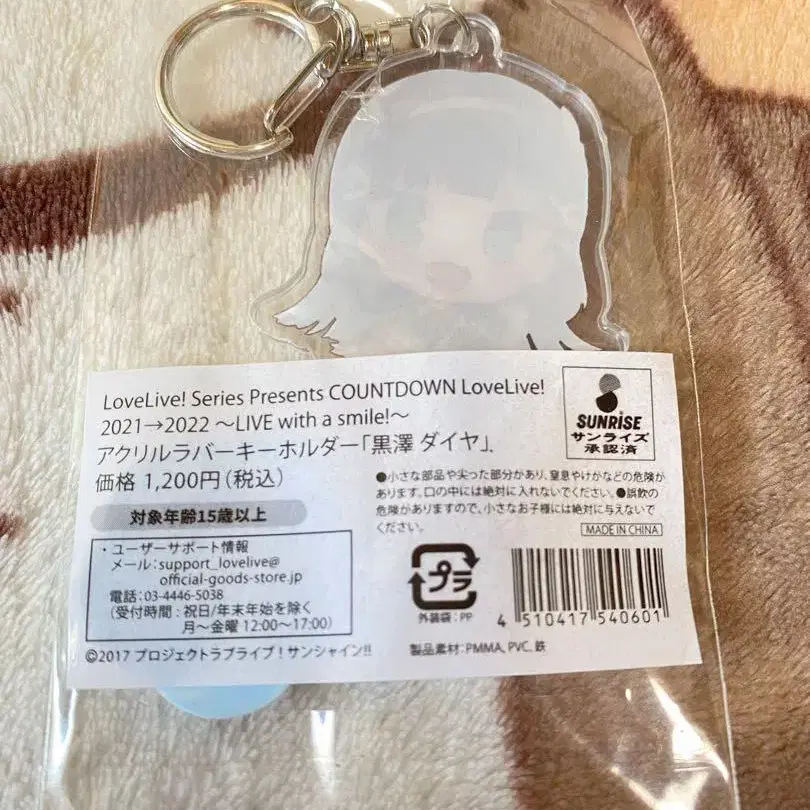 LoveLive! Series Presents COUNTDOWN LoveLive!
2021→2022 ～LIVE with a smile!～
アクリルラバーキーホルダー「黒澤 ダイヤ」
価格 1,200円(税込)
対象年齢15歳以上
・ユーザーサポート情報
メール:support_lovelive@
official-goods-store.jp
電話:03-4446-5038
(受付時間:祝日/年末年始を除く
月～金曜 12:00～17:00)
©2017 プロジェクトラブライブ!サンシャイン!!
SUNRISE
サンライズ
承認済
●小さな部品や尖った部分があり、窒息やけがなどの危険が
あります。口の中には絶対に入れないでください。●誤飲の
危険がありますので、小さなお子様には絶対に与えないで
ください。
MADE IN CHINA
プラ
外装袋:PP
4 510417 540601
製品素材:PMMA、PVC、鉄